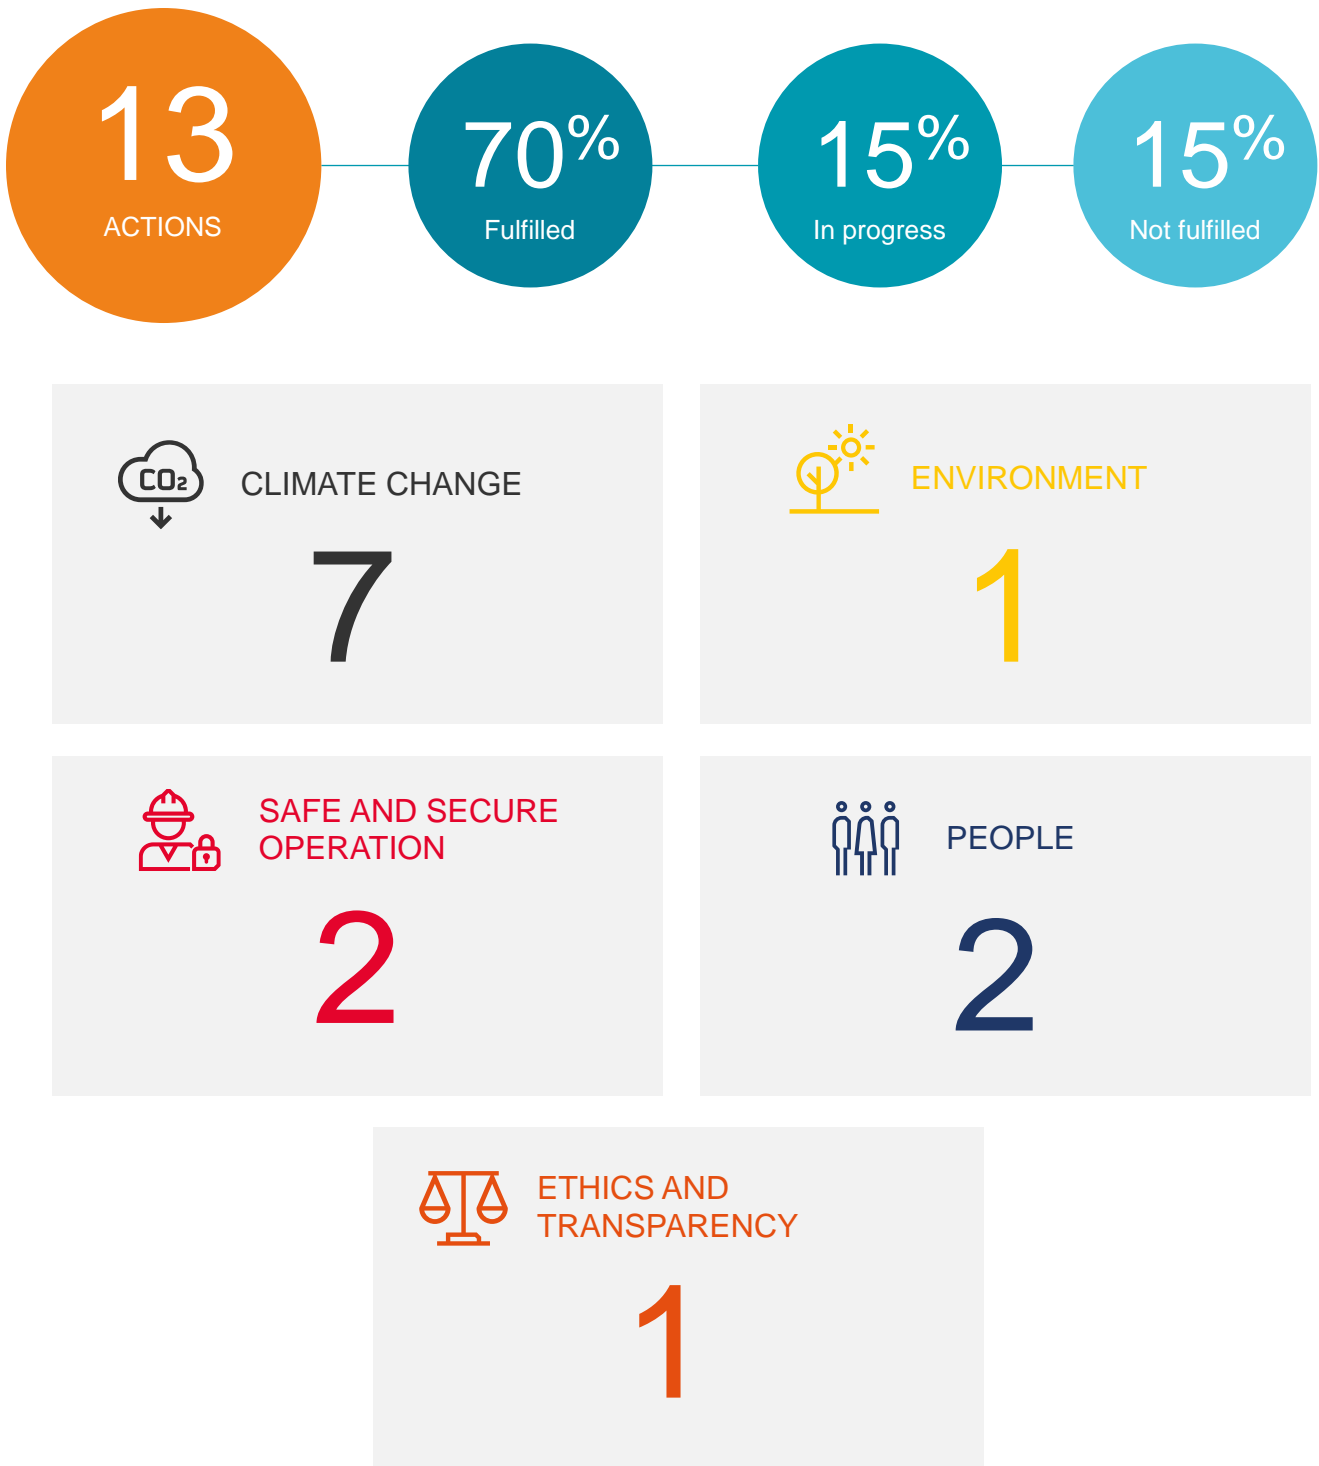 13
ACTIONS
70%
Fulfilled
15%
In progress
15%
Not fulfilled
CO₂
CLIMATE CHANGE
7
ENVIRONMENT
1
SAFE AND SECURE
OPERATION
2
PEOPLE
2
ETHICS AND
TRANSPARENCY
1